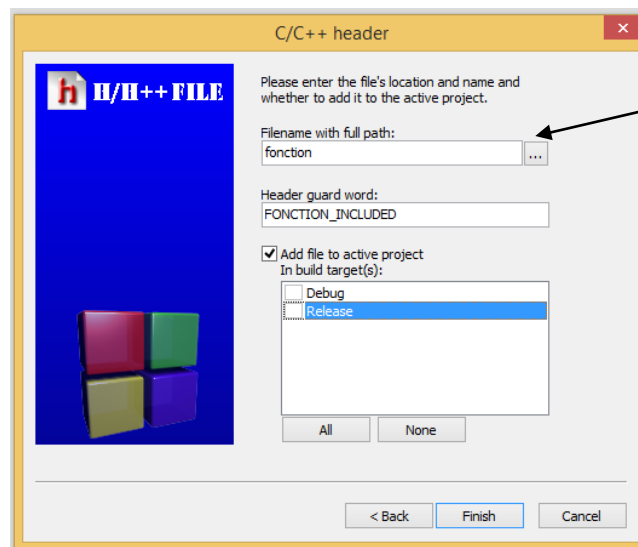 C/C++ header
H/H++ FILE
Please enter the file's location and name and
whether to add it to the active project.
Filename with full path:
fonction
...
Header guard word:
FONCTION_INCLUDED
Add file to active project
In build target(s):
Debug
Release
All None
< Back Finish Cancel